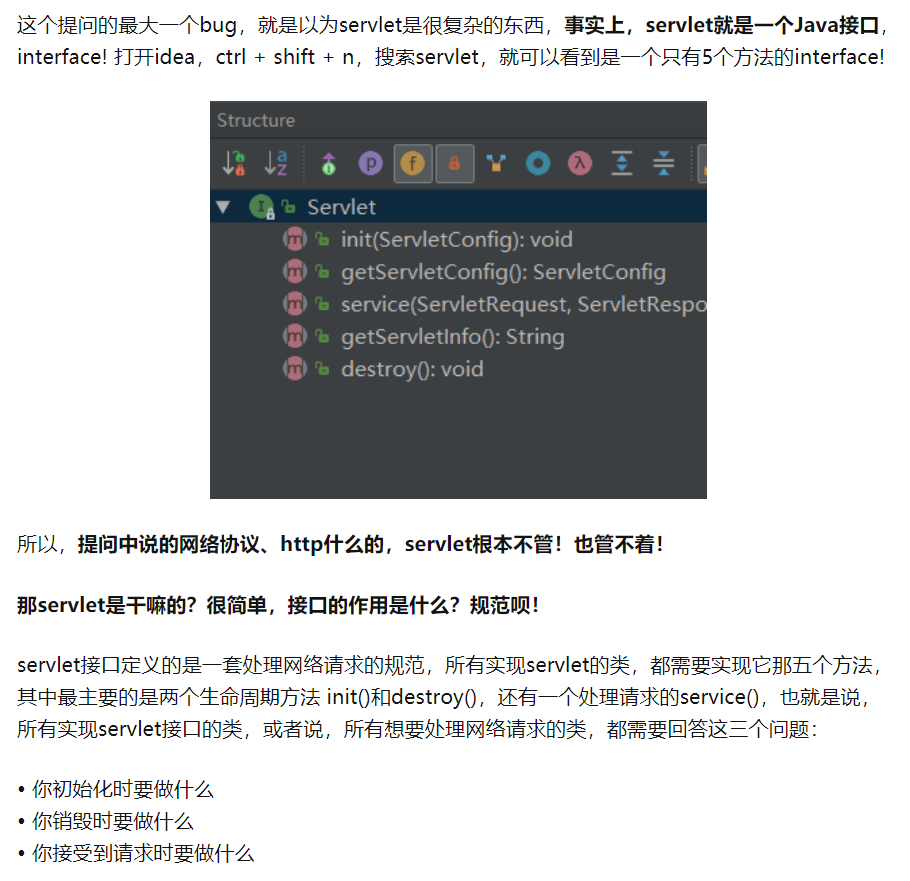 这个提问的最大一个bug，就是以为servlet是很复杂的东西，事实上，servlet就是一个Java接口，
interface! 打开idea，ctrl + shift + n，搜索servlet，就可以看到是一个只有5个方法的interface!
Structure
Servlet
init(ServletConfig): void
getServletConfig(): ServletConfig
service(ServletRequest, ServletRespo
getServletInfo(): String
destroy(): void
所以，提问中说的网络协议、http什么的，servlet根本不管！也管不着！
那servlet是干嘛的？很简单，接口的作用是什么？规范呗！
servlet接口定义的是一套处理网络请求的规范，所有实现servlet的类，都需要实现它那五个方法，
其中最主要的是两个生命周期方法 init()和destroy()，还有一个处理请求的service()，也就是说，
所有实现servlet接口的类，或者说，所有想要处理网络请求的类，都需要回答这三个问题：
• 你初始化时要做什么
• 你销毁时要做什么
• 你接受到请求时要做什么